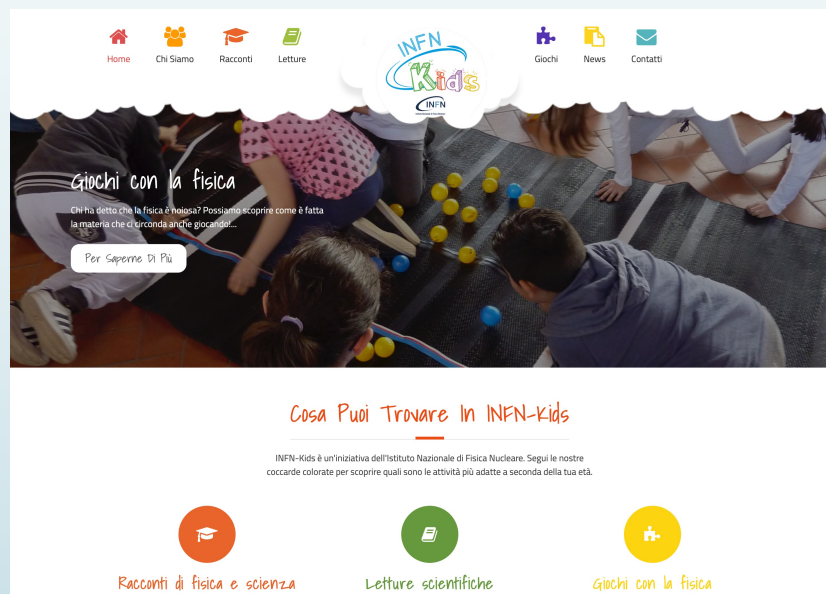 Home Chi Siamo Racconti Letture
INFN
Kids
INFN
Giochi News Contatti
Giochi con la fisica
Chi ha detto che la fisica è noiosa? Possiamo scoprire come è fatta
la materia che ci circonda anche giocando!...
Per Saperne Di Più
Cosa Puoi Trovare In INFN-Kids
INFN-Kids è un'iniziativa dell'Istituto Nazionale di Fisica Nucleare. Segui le nostre
coccarde colorate per scoprire quali sono le attività più adatte a seconda della tua età.
Racconti di fisica e scienza
Letture scientifiche
Giochi con la fisica